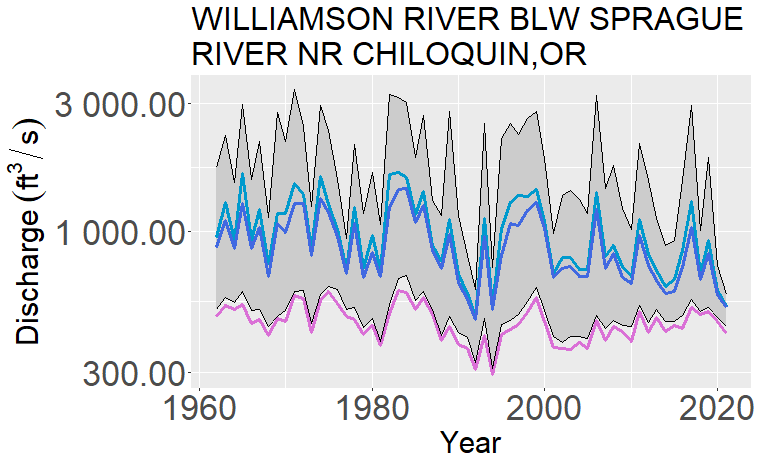 WILLIAMSON RIVER BLW SPRAGUE
RIVER NR CHILOQUIN,OR
Discharge (ft³/s)
3 000.00
1 000.00
300.00
1960 1980 2000 2020
Year